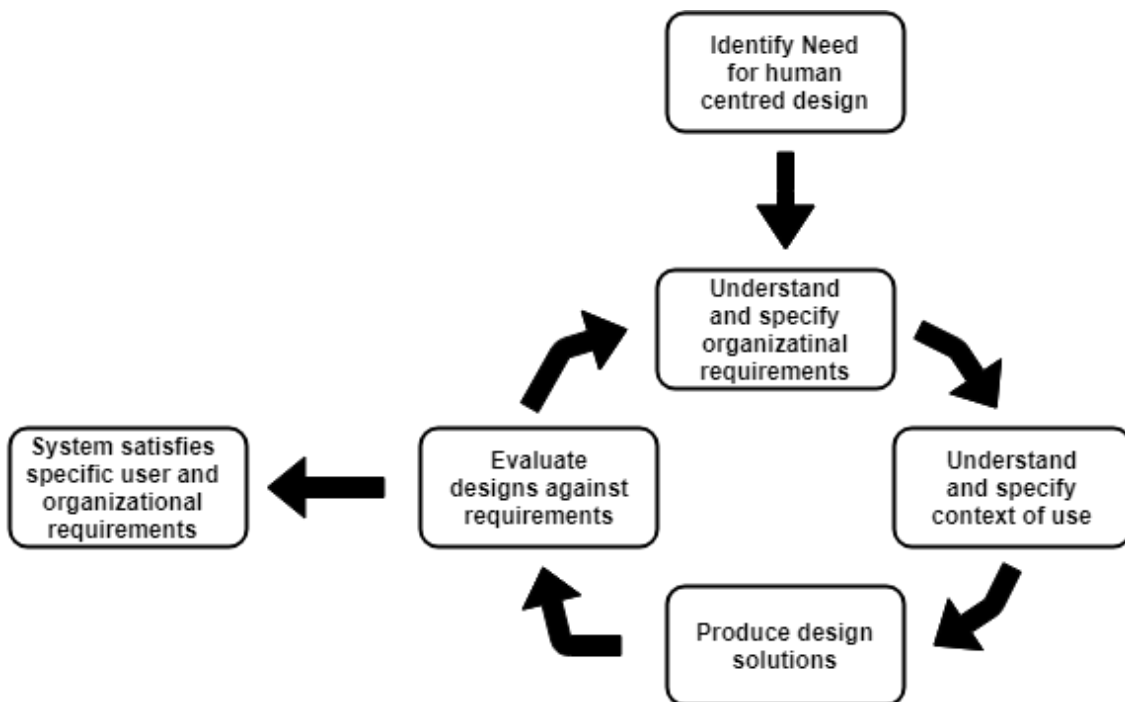 Identify Need
for human
centred design
Understand
and specify
organizatinal
requirements
Understand
and specify
context of use
Produce design
solutions
Evaluate
designs against
requirements
System satisfies
specific user and
organizational
requirements